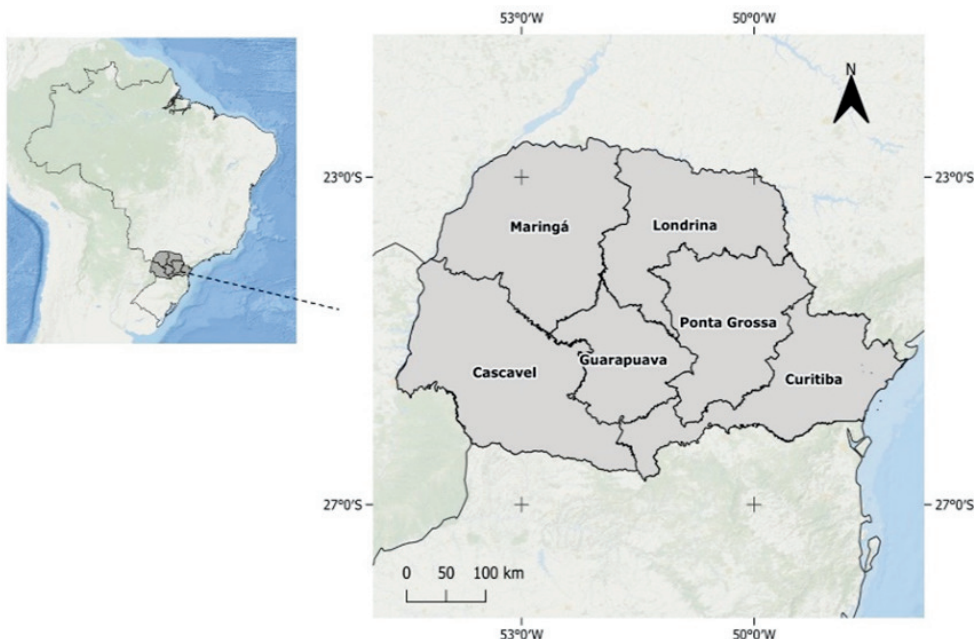 53°0'W 50°0'W
N
23°0'S 23°0'S
Maringá Londrina
Ponta Grossa
Guarapuava
Cascavel Curitiba
27°0'S 27°0'S
0 50 100 km
53°0'W 50°0'W